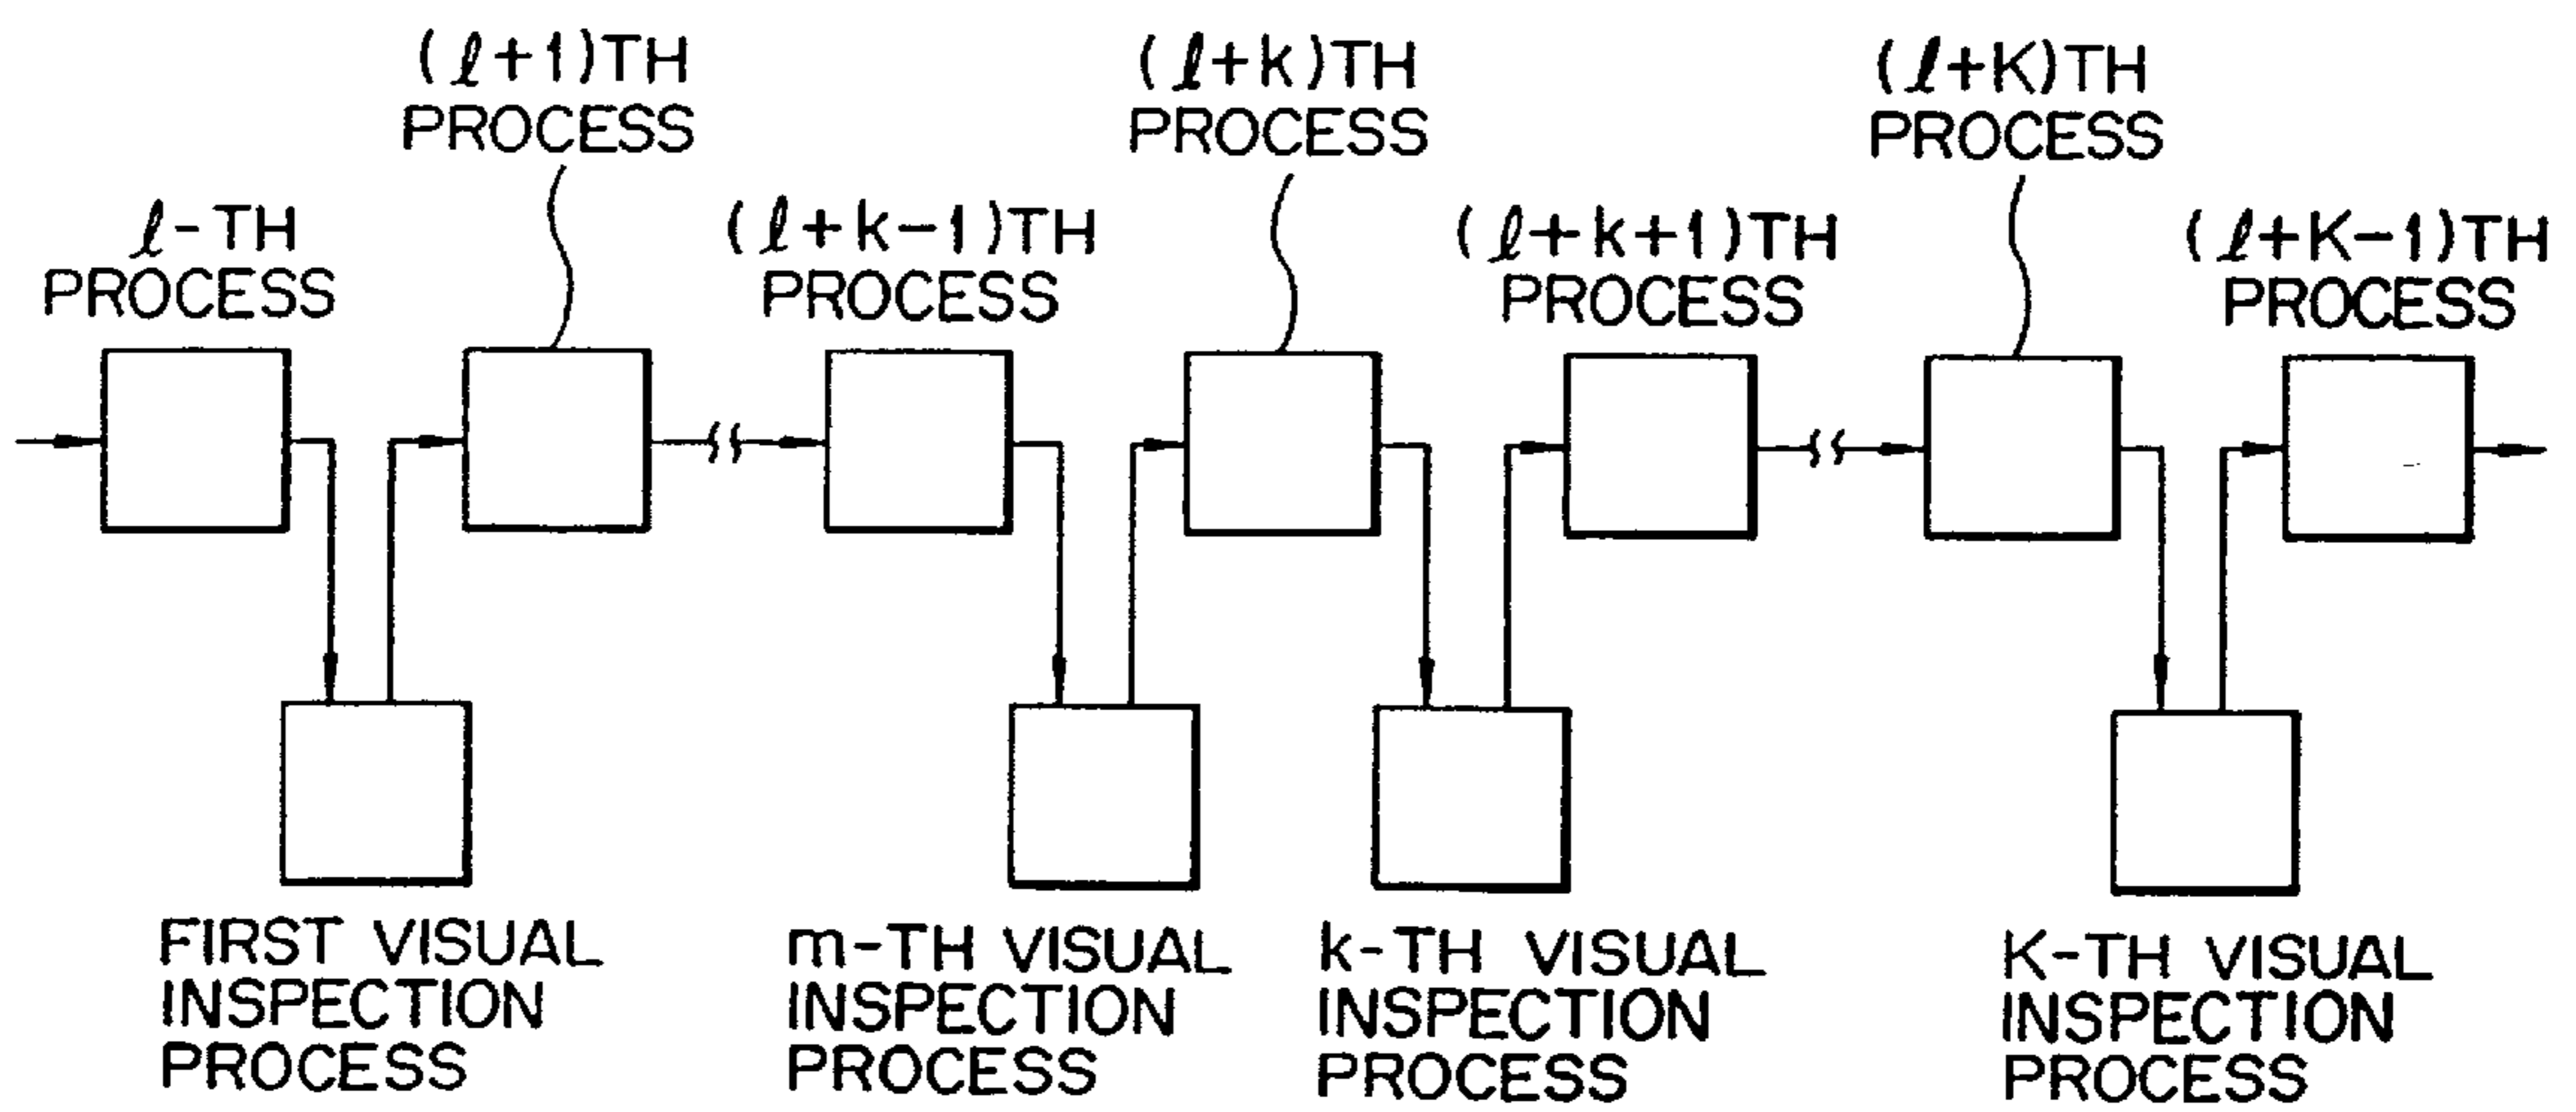 (ℓ+1)TH
PROCESS
(ℓ+k)TH
PROCESS
(ℓ+K)TH
PROCESS
ℓ-TH
PROCESS
(ℓ+k-1)TH
PROCESS
(ℓ+k+1)TH
PROCESS
(ℓ+K-1)TH
PROCESS
FIRST VISUAL
INSPECTION
PROCESS
m-TH VISUAL
INSPECTION
PROCESS
k-TH VISUAL
INSPECTION
PROCESS
K-TH VISUAL
INSPECTION
PROCESS